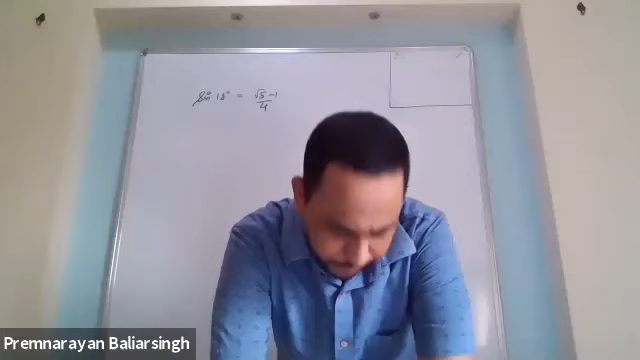 sin 18° = √5-1/4
Premnarayan Baliarsingh